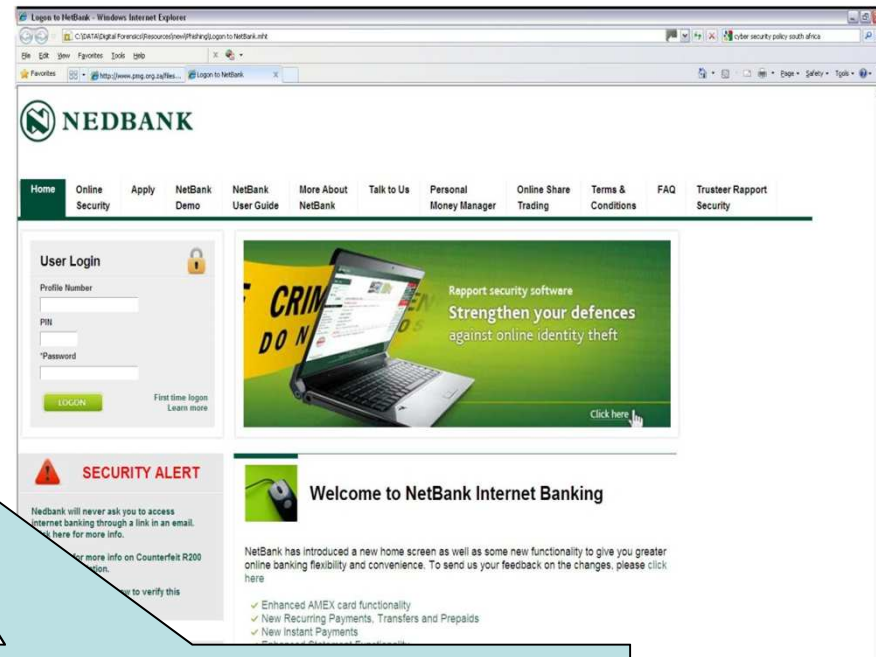 Logon to NetBank - Windows Internet Explorer
C:\DATA\Digital Forensics\Resources\new\Phishing\Logon to NetBank.mht
cyber security policy south africa
File Edit View Favorites Tools Help
Favorites
http://www.pmg.org.za/files...
Logon to NetBank
Page
Safety
Tools
NEDBANK
Home
Online Security
Apply
NetBank Demo
NetBank User Guide
More About NetBank
Talk to Us
Personal Money Manager
Online Share Trading
Terms & Conditions
FAQ
Trusteer Rapport Security
User Login
Profile Number
PIN
*Password
LOGON
First time logon
Learn more
CRIM
DO N
Rapport security software
Strengthen your defences
against online identity theft
Click here
SECURITY ALERT
Nedbank will never ask you to access
internet banking through a link in an email.
here for more info.
for more info on Counterfeit R200
to verify this
Welcome to NetBank Internet Banking
NetBank has introduced a new home screen as well as some new functionality to give you greater
online banking flexibility and convenience. To send us your feedback on the changes, please click
here
Enhanced AMEX card functionality
New Recurring Payments, Transfers and Prepaids
New Instant Payments
Enhanced Statement Functionality